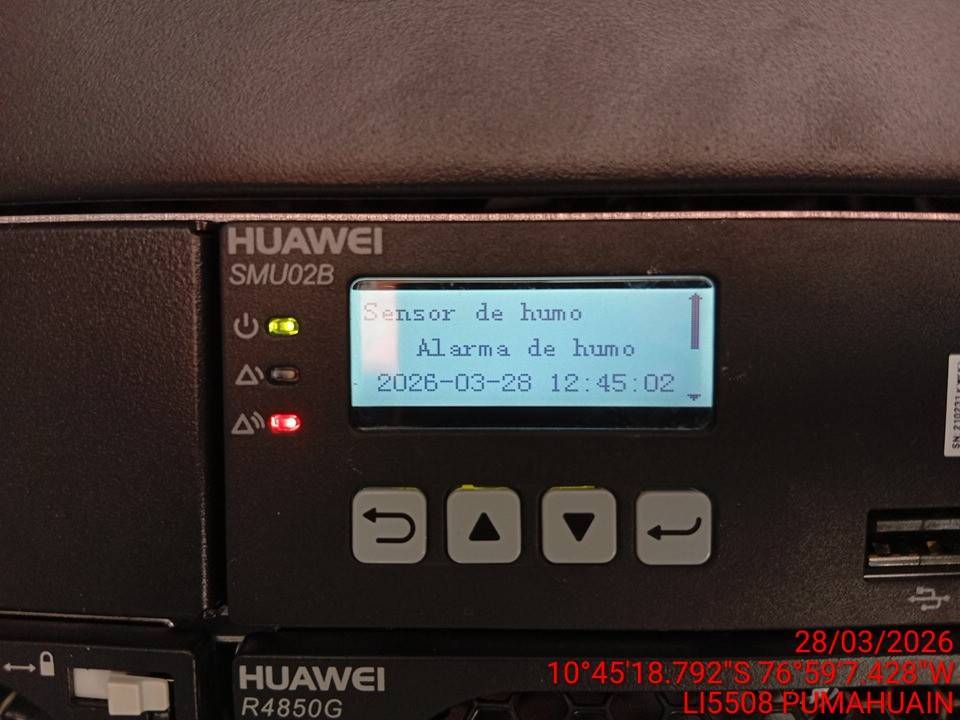 HUAWEI
SMU02B
Sensor de humo
Alarma de humo
2026-03-28 12:45:02
HUAWEI
R4850G
28/03/2026
10°45'18.792"S 76°59'7.428"W
LI5508 PUMAHUAIN